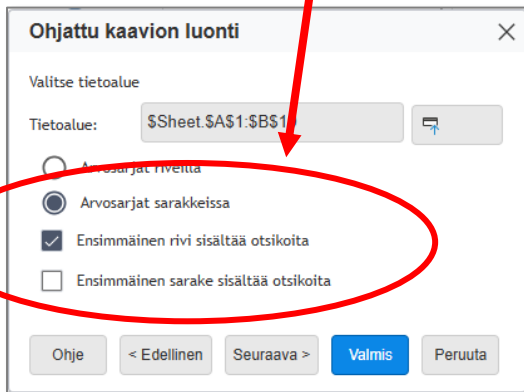 Ohjattu kaavion luonti
Valitse tietoalue
Tietoalue: $Sheet.$A$1:$B$1
Arvosarjat riveillä
Arvosarjat sarakkeissa
Ensimmäinen rivi sisältää otsikoita
Ensimmäinen sarake sisältää otsikoita
Ohje < Edellinen Seuraava > Valmis Peruuta